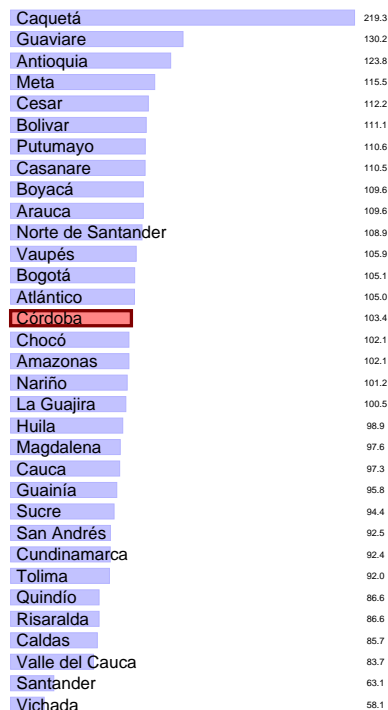 Caquetá 219.3
Guaviare 130.2
Antioquia 123.8
Meta 115.5
Cesar 112.2
Bolivar 111.1
Putumayo 110.6
Casanare 110.5
Boyacá 109.6
Arauca 109.6
Norte de Santander 108.9
Vaupés 105.9
Bogotá 105.1
Atlántico 105.0
Córdoba 103.4
Chocó 102.1
Amazonas 102.1
Nariño 101.2
La Guajira 100.5
Huila 98.9
Magdalena 97.6
Cauca 97.3
Guainía 95.8
Sucre 94.4
San Andrés 92.5
Cundinamarca 92.4
Tolima 92.0
Quindío 86.6
Risaralda 86.6
Caldas 85.7
Valle del Cauca 83.7
Santander 63.1
Vichada 58.1